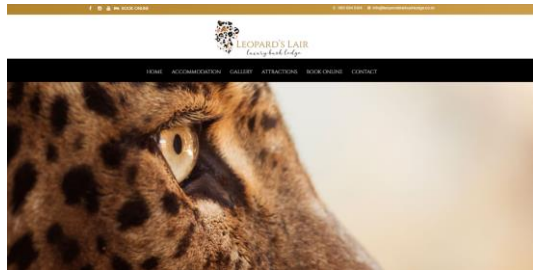 BOOK ONLINE
LEOPARD'S LAIR
luxury bush lodge
HOME ACCOMMODATION GALLERY ATTRACTIONS BOOK ONLINE CONTACT